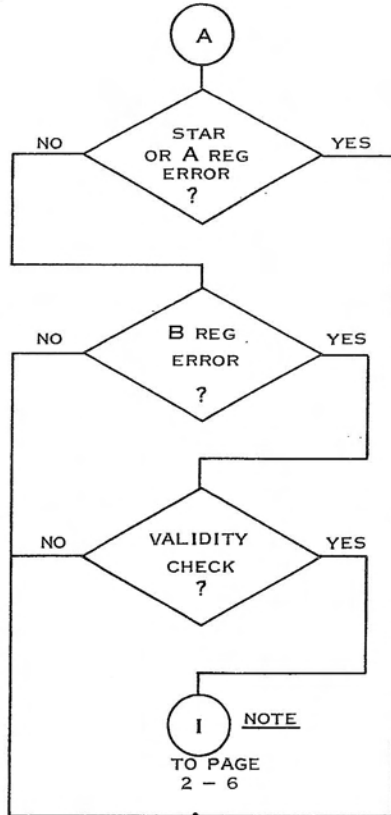 A
STAR
OR A REG
ERROR
?
NO
YES
B REG
ERROR
?
NO
YES
VALIDITY
CHECK
?
NO
YES
I
NOTE
TO PAGE
2 - 6